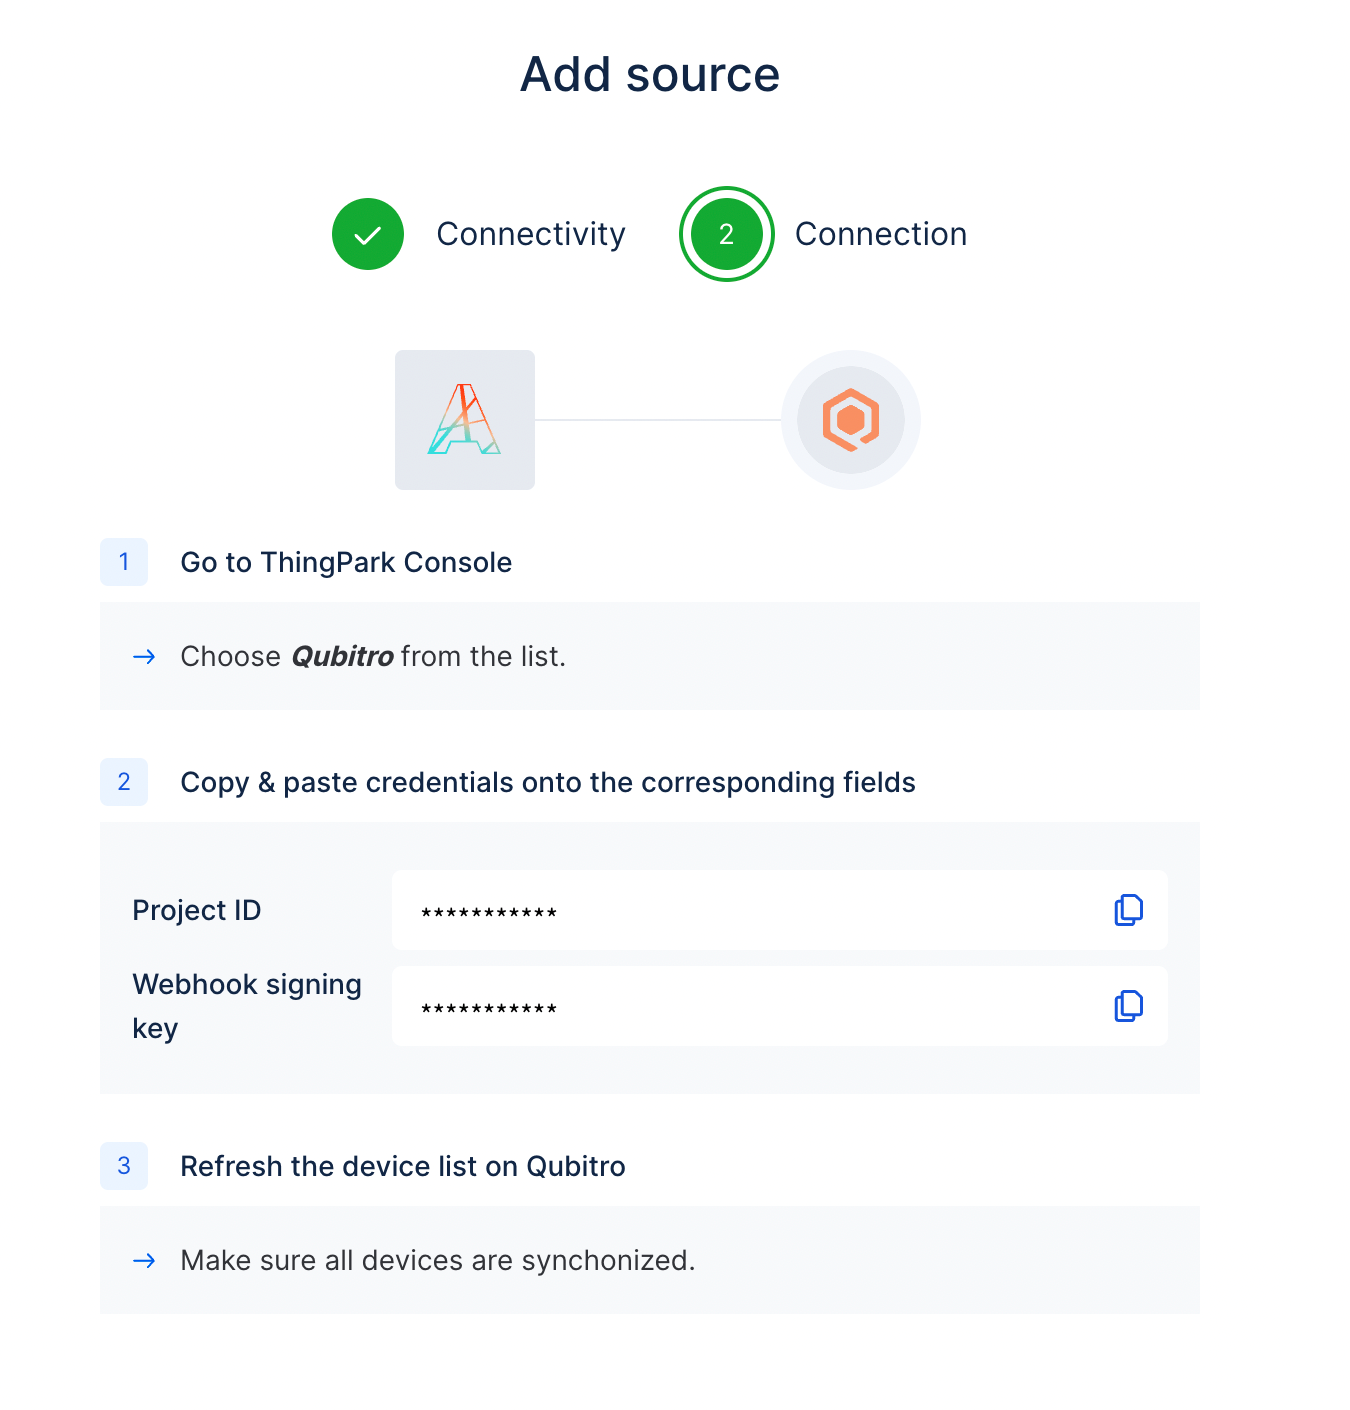 Add source
Connectivity
2 Connection
1 Go to ThingPark Console
→ Choose Qubitro from the list.
2 Copy & paste credentials onto the corresponding fields
Project ID ***********
Webhook signing
key ***********
3 Refresh the device list on Qubitro
→ Make sure all devices are synchonized.